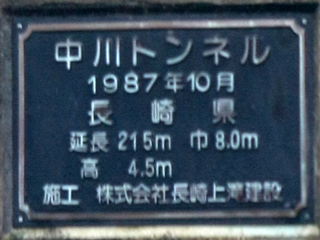 中川トンネル
1987年10月
長崎県
延長 215m 巾8.0m
高 4.5m
施工 株式会社長崎上滝建設